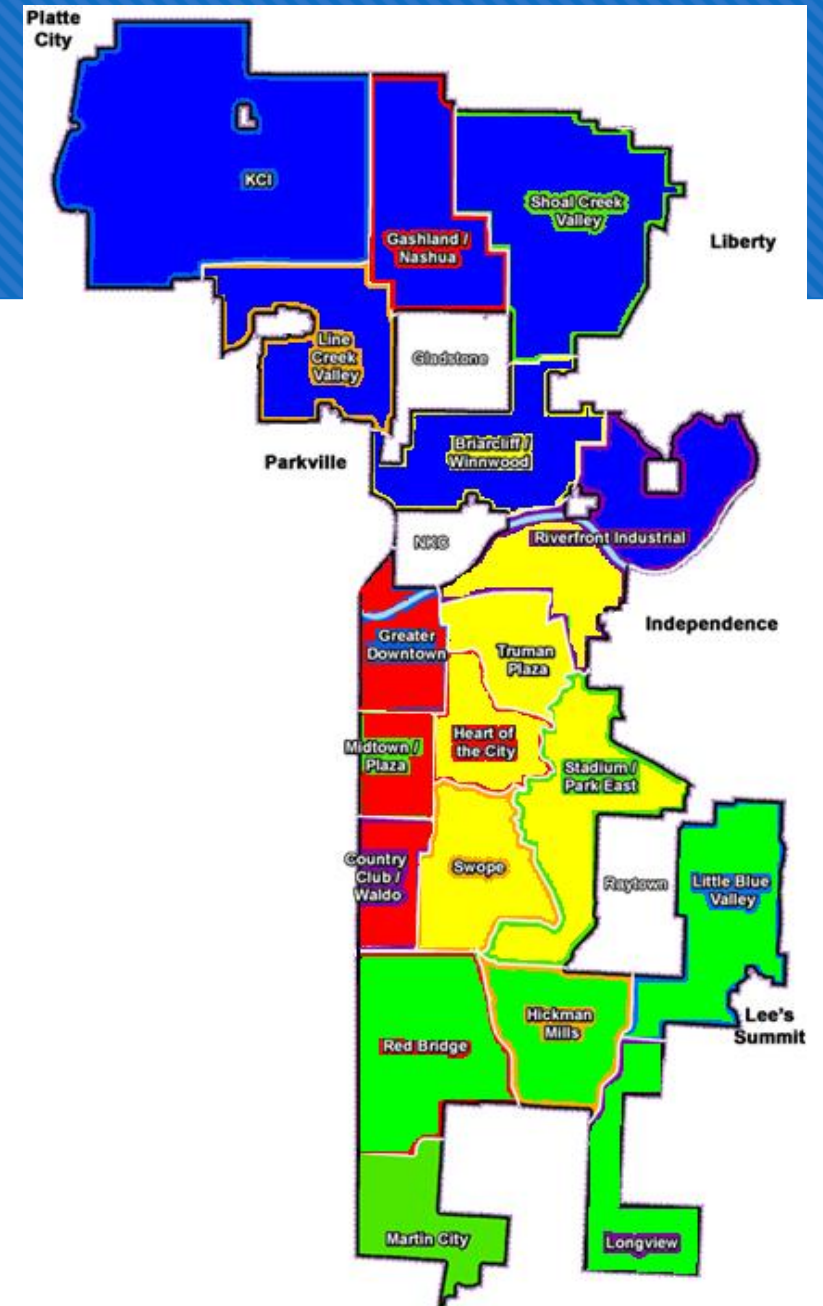 Platte
City
KCI
Shoal Creek
Valley
Gashland /
Nashua
Liberty
Line
Creek
Valley
Gladstone
Briarcliff /
Winnwood
Parkville
NKC
Riverfront Industrial
Independence
Greater
Downtown
Truman
Plaza
Heart of
the City
Midtown /
Plaza
Stadium /
Park East
Country
Club /
Waldo
Swope
Raytown
Little Blue
Valley
Hickman
Mills
Lee's
Summit
Red Bridge
Martin City
Longview